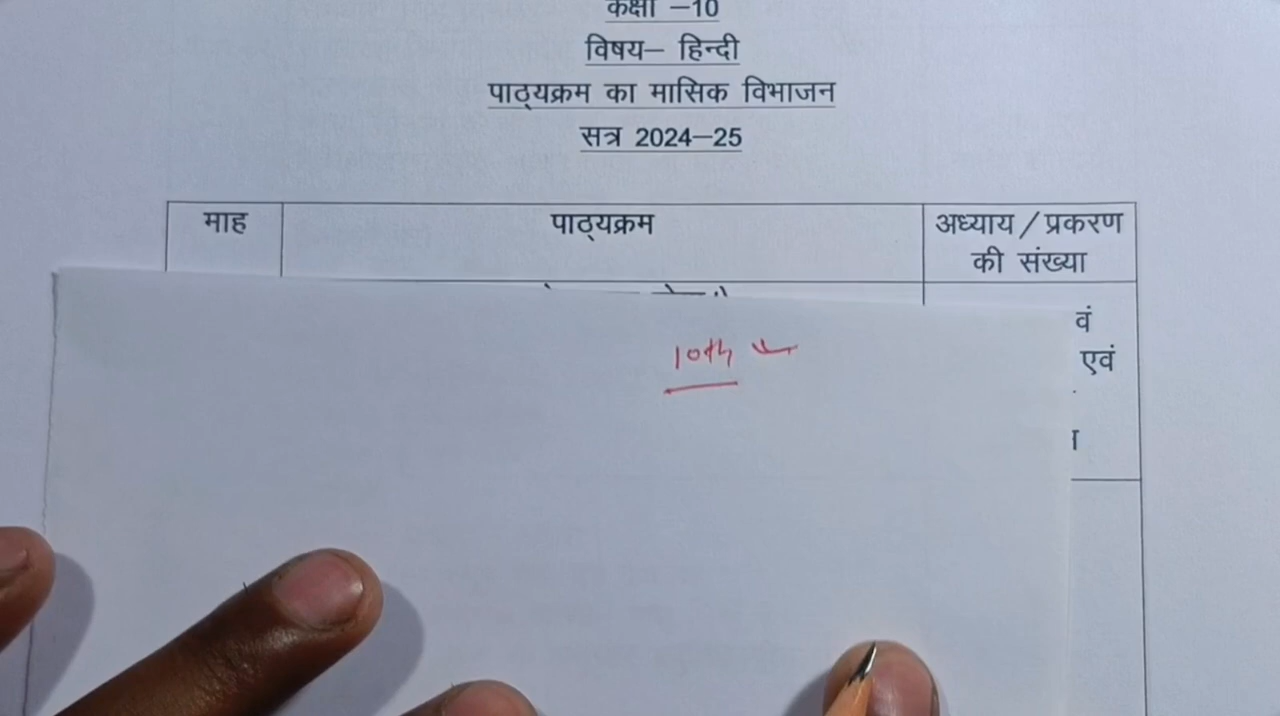 कक्षा –10
विषय– हिन्दी
पाठ्यक्रम का मासिक विभाजन
सत्र 2024–25
माह
पाठ्यक्रम
अध्याय / प्रकरण
की संख्या
वं
10th
एवं